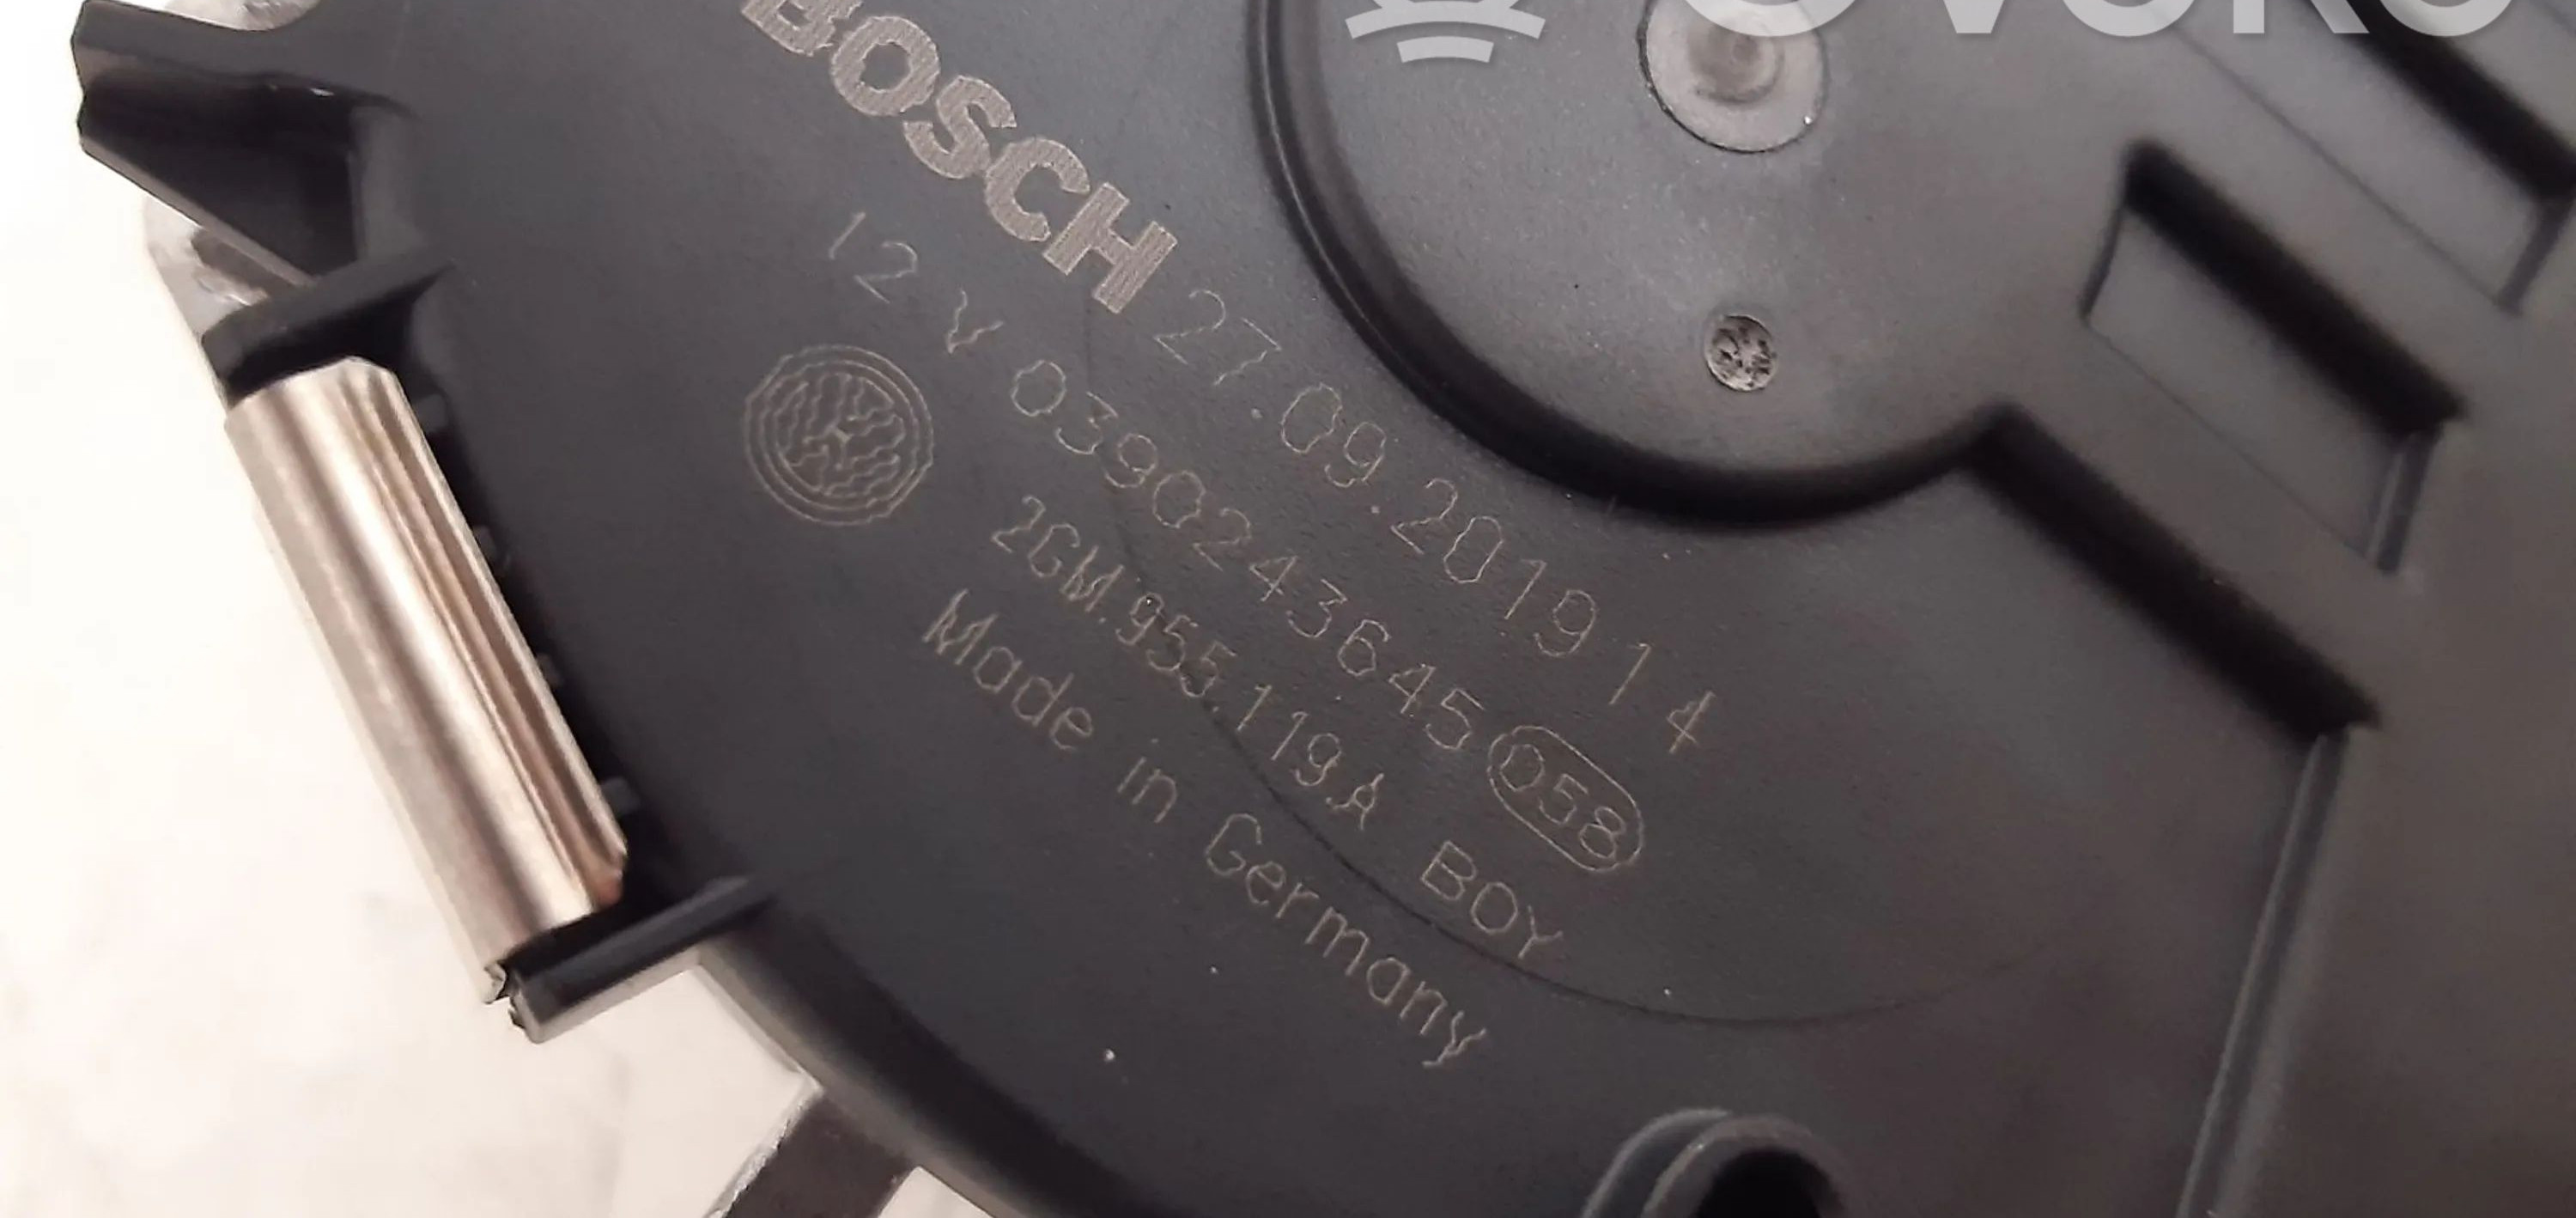 BOSCH 27.09.2019 14
12 V 0390243645 058
2GM.955.119.A BOY
Made in Germany